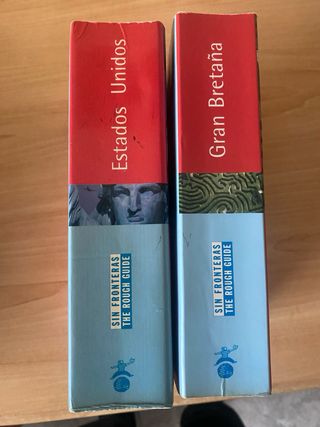 Estados Unidos
SIN FRONTERAS
THE ROUGH GUIDE
Gran Bretaña
SIN FRONTERAS
THE ROUGH GUIDE